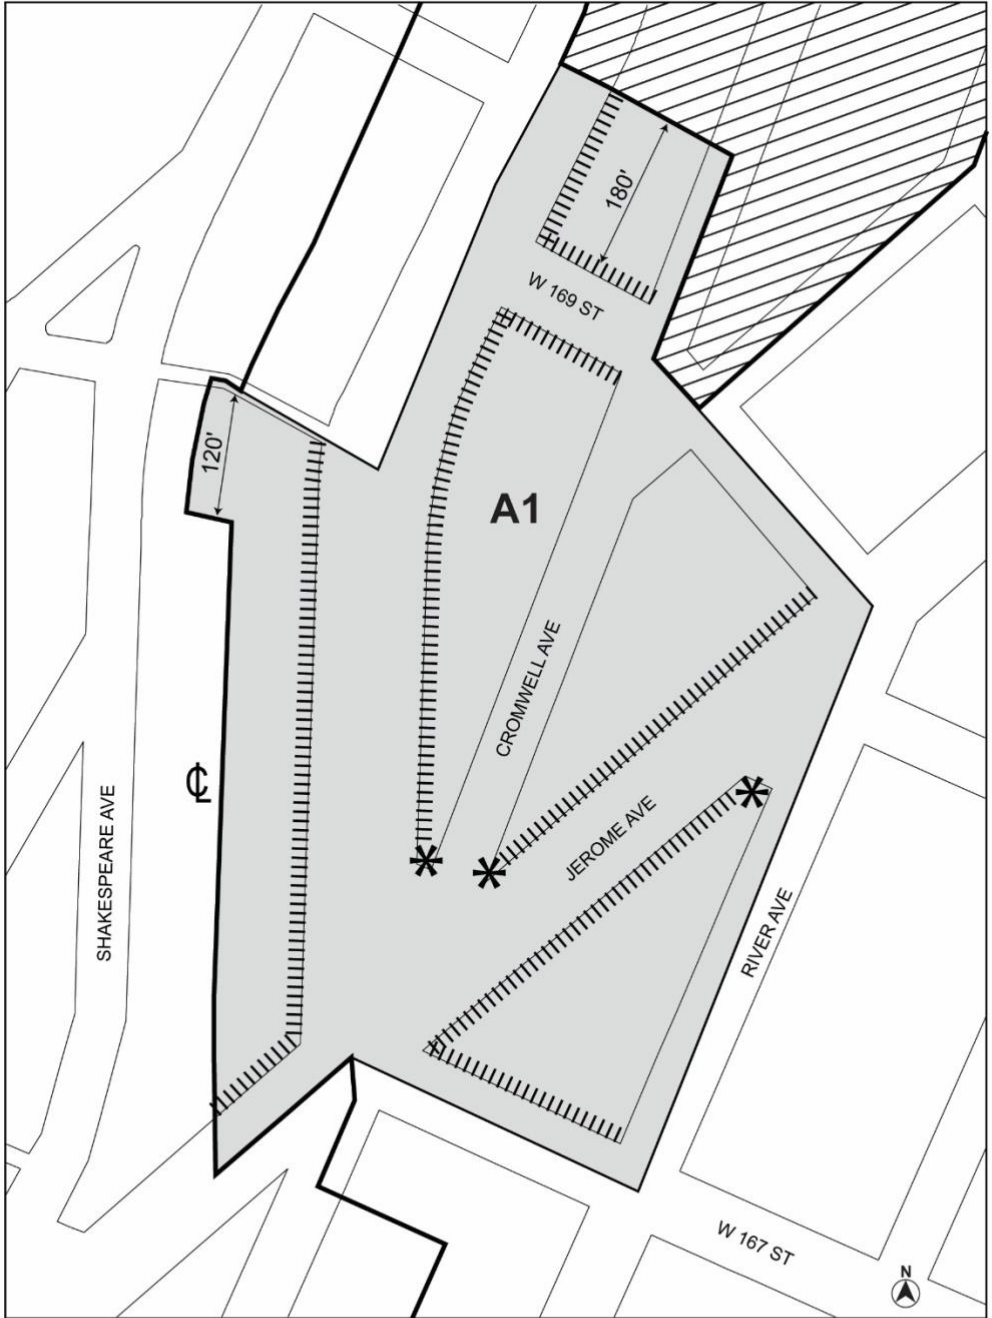 180'
W 169 ST
120'
A1
CROMWELL AVE
℄
JEROME AVE
SHAKESPEARE AVE
RIVER AVE
W 167 ST
N